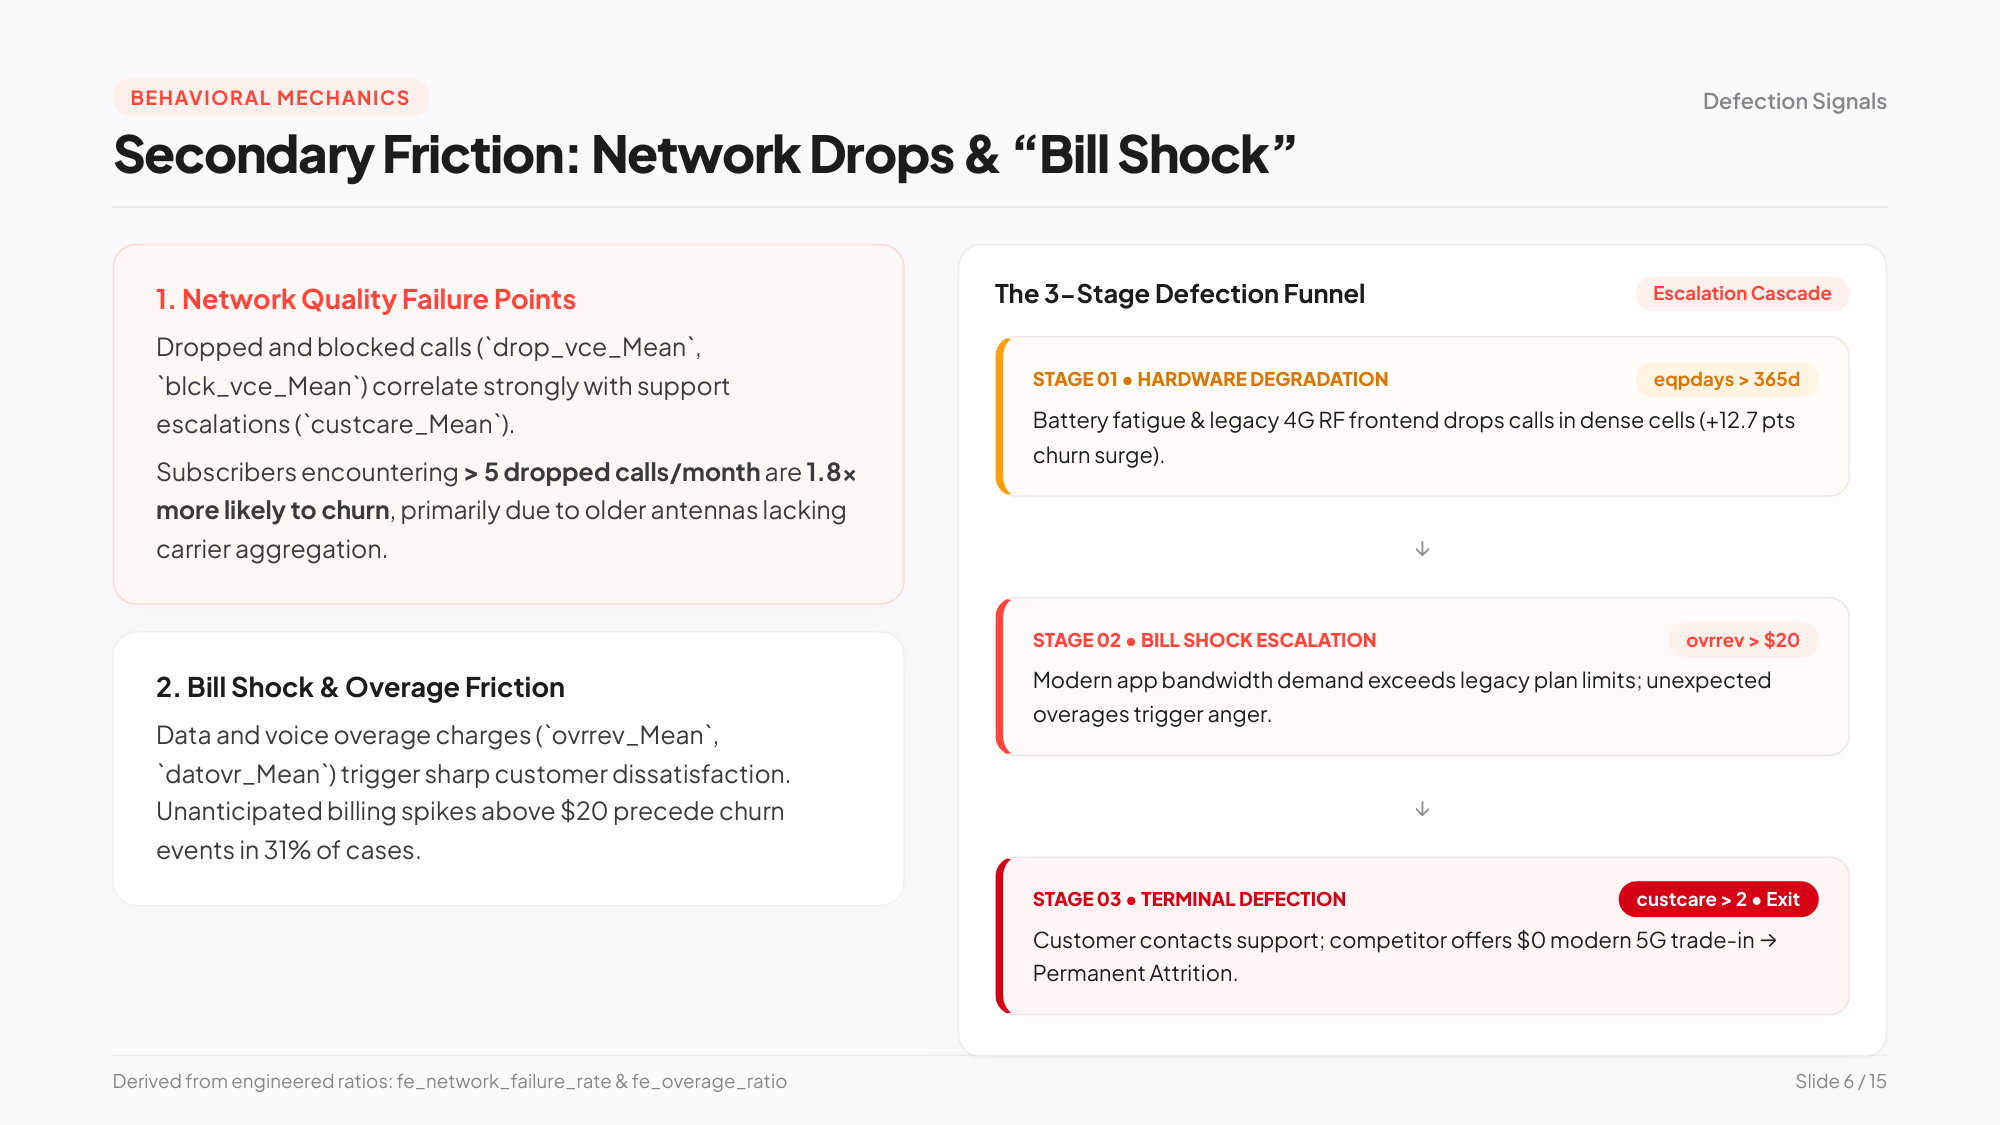 BEHAVIORAL MECHANICS
Defection Signals
Secondary Friction: Network Drops & “Bill Shock”
1. Network Quality Failure Points
Dropped and blocked calls (`drop_vce_Mean`,
`blck_vce_Mean`) correlate strongly with support
escalations (`custcare_Mean`).
Subscribers encountering > 5 dropped calls/month are 1.8×
more likely to churn, primarily due to older antennas lacking
carrier aggregation.
2. Bill Shock & Overage Friction
Data and voice overage charges (`ovrrev_Mean`,
`datovr_Mean`) trigger sharp customer dissatisfaction.
Unanticipated billing spikes above $20 precede churn
events in 31% of cases.
The 3–Stage Defection Funnel
Escalation Cascade
STAGE 01 • HARDWARE DEGRADATION
eqpdays > 365d
Battery fatigue & legacy 4G RF frontend drops calls in dense cells (+12.7 pts
churn surge).
↓
STAGE 02 • BILL SHOCK ESCALATION
ovrrev > $20
Modern app bandwidth demand exceeds legacy plan limits; unexpected
overages trigger anger.
↓
STAGE 03 • TERMINAL DEFECTION
custcare > 2 • Exit
Customer contacts support; competitor offers $0 modern 5G trade-in →
Permanent Attrition.
Derived from engineered ratios: fe_network_failure_rate & fe_overage_ratio
Slide 6 / 15